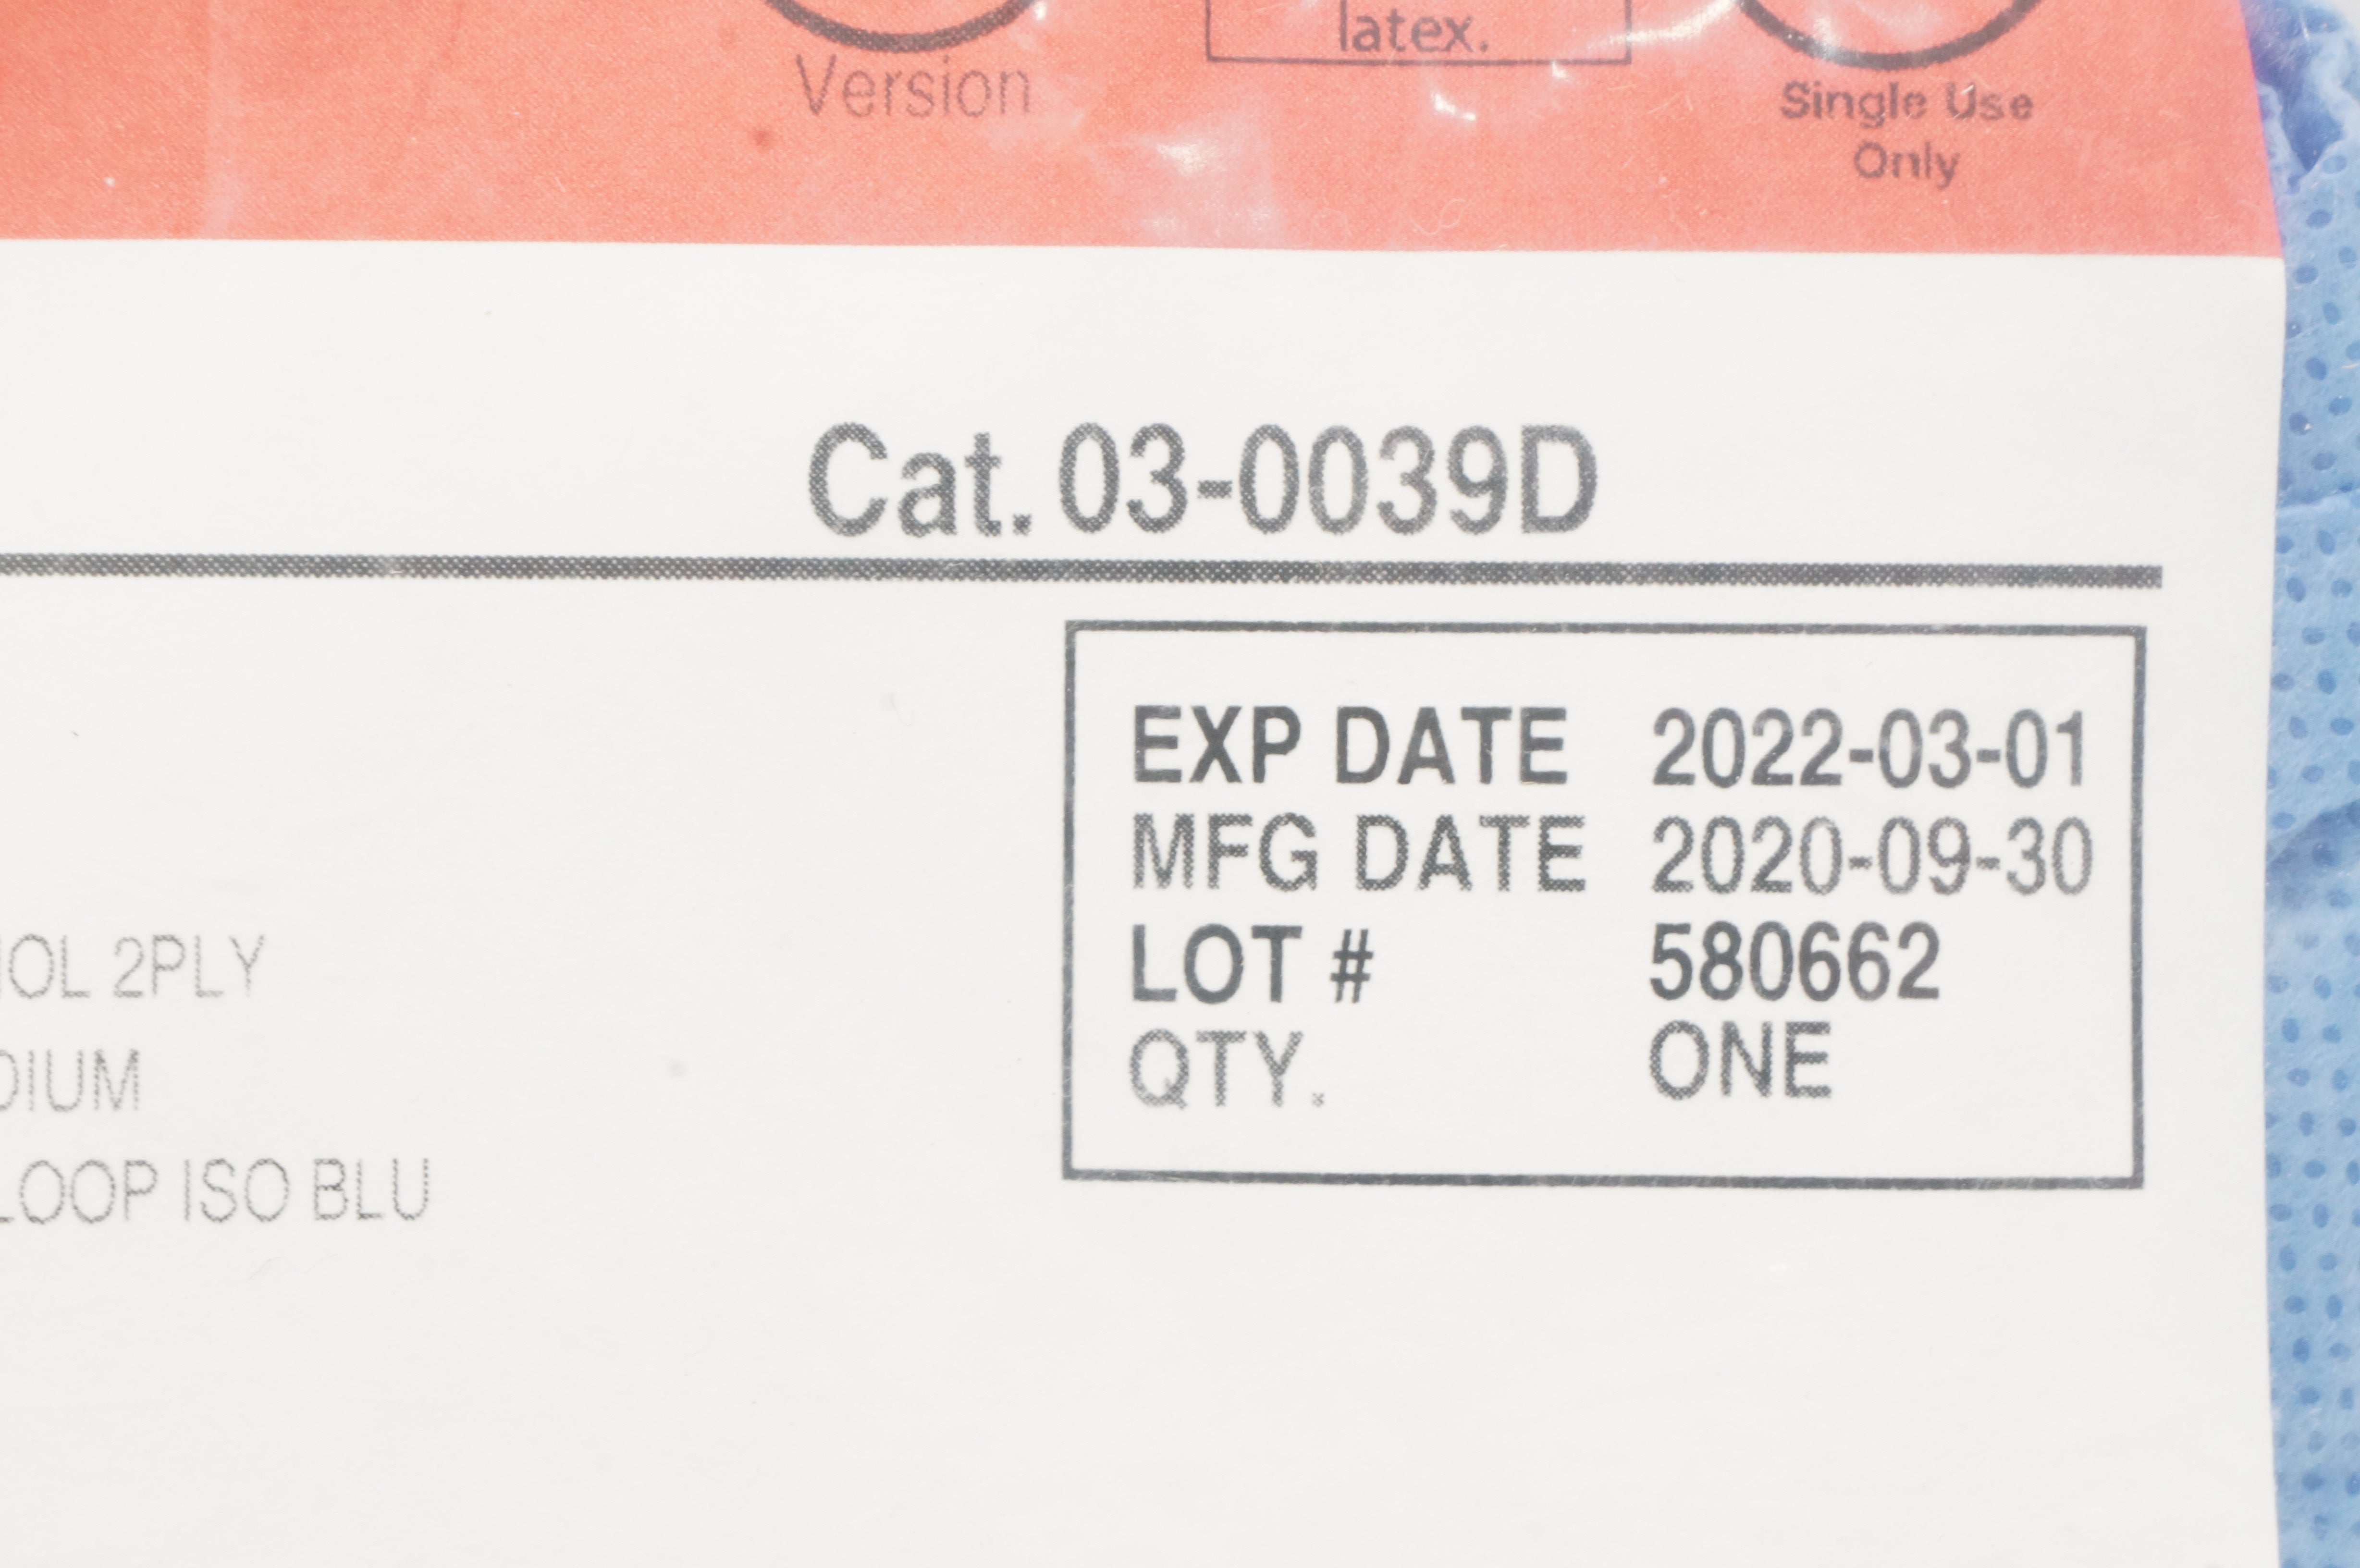 latex.
Version
Single Use
Only
Cat. 03-0039D
EXP DATE 2022-03-01
MFG DATE 2020-09-30
LOT # 580662
QTY. ONE
OL 2PLY
DIUM
LOOP ISO BLU